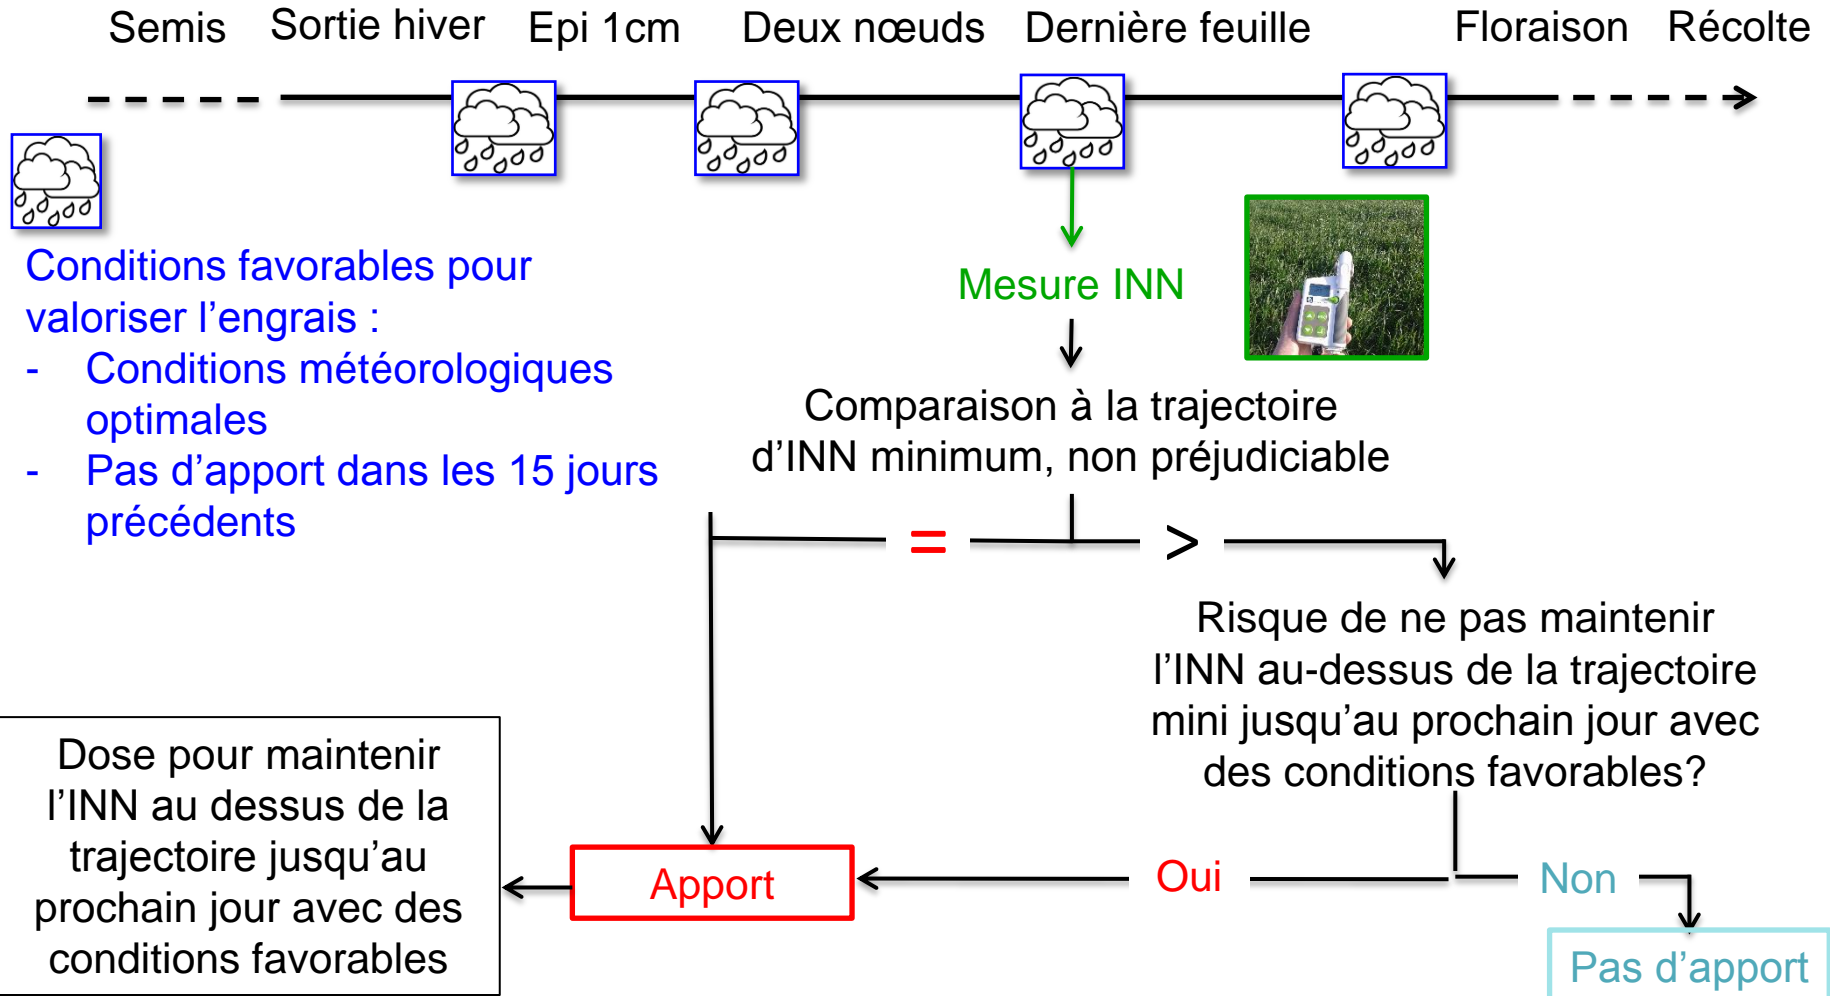 Semis Sortie hiver Epi 1cm Deux nœuds Dernière feuille Floraison Récolte
Conditions favorables pour
valoriser l’engrais :
- Conditions météorologiques
optimales
- Pas d’apport dans les 15 jours
précédents
Mesure INN
Comparaison à la trajectoire
d’INN minimum, non préjudiciable
= >
Risque de ne pas maintenir
l’INN au-dessus de la trajectoire
mini jusqu’au prochain jour avec
des conditions favorables?
Oui Non
Apport
Pas d’apport
Dose pour maintenir
l’INN au dessus de la
trajectoire jusqu’au
prochain jour avec des
conditions favorables